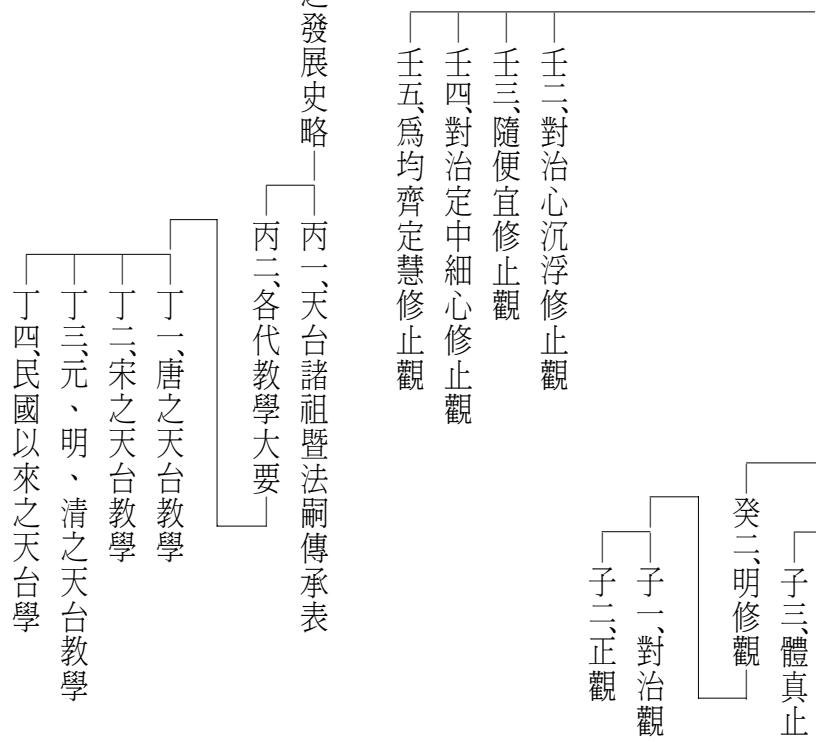 子三、體真止
癸二、明修觀
子一、對治觀
子二、正觀
壬二、對治心沉浮修止觀
壬三、隨便宜修止觀
壬四、對治定中細心修止觀
壬五、爲均齊定慧修止觀
發展史略
丙一、天台諸祖暨法嗣傳承表
丙二、各代教學大要
丁一、唐之天台教學
丁二、宋之天台教學
丁三、元、明、清之天台教學
丁四、民國以來之天台學